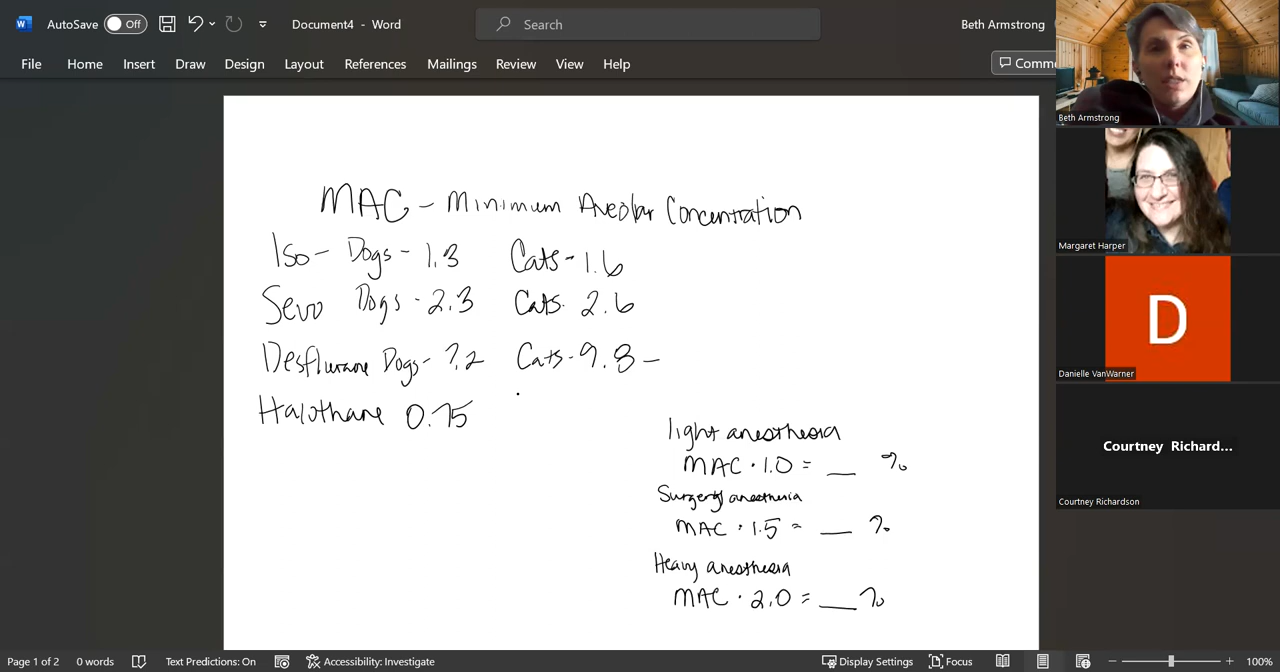 AutoSave Off Document4 - Word Search Beth Armstrong
File Home Insert Draw Design Layout References Mailings Review View Help Comme
MAC - Minimum Aveolar Concentration
Iso - Dogs - 1.3 Cats - 1.6
Sevo Dogs - 2.3 Cats - 2.6
Desflurane Dogs - 7.2 Cats - 9.8 -
Halothane 0.75
light anesthesia
MAC · 1.0 = __ %
Surgery anesthesia
MAC · 1.5 = __ %
Heavy anesthesia
MAC · 2.0 = __ %
Beth Armstrong
Margaret Harper
D
Danielle VanWarner
Courtney Richard...
Courtney Richardson
Page 1 of 2 0 words Text Predictions: On Accessibility: Investigate Display Settings Focus 100%